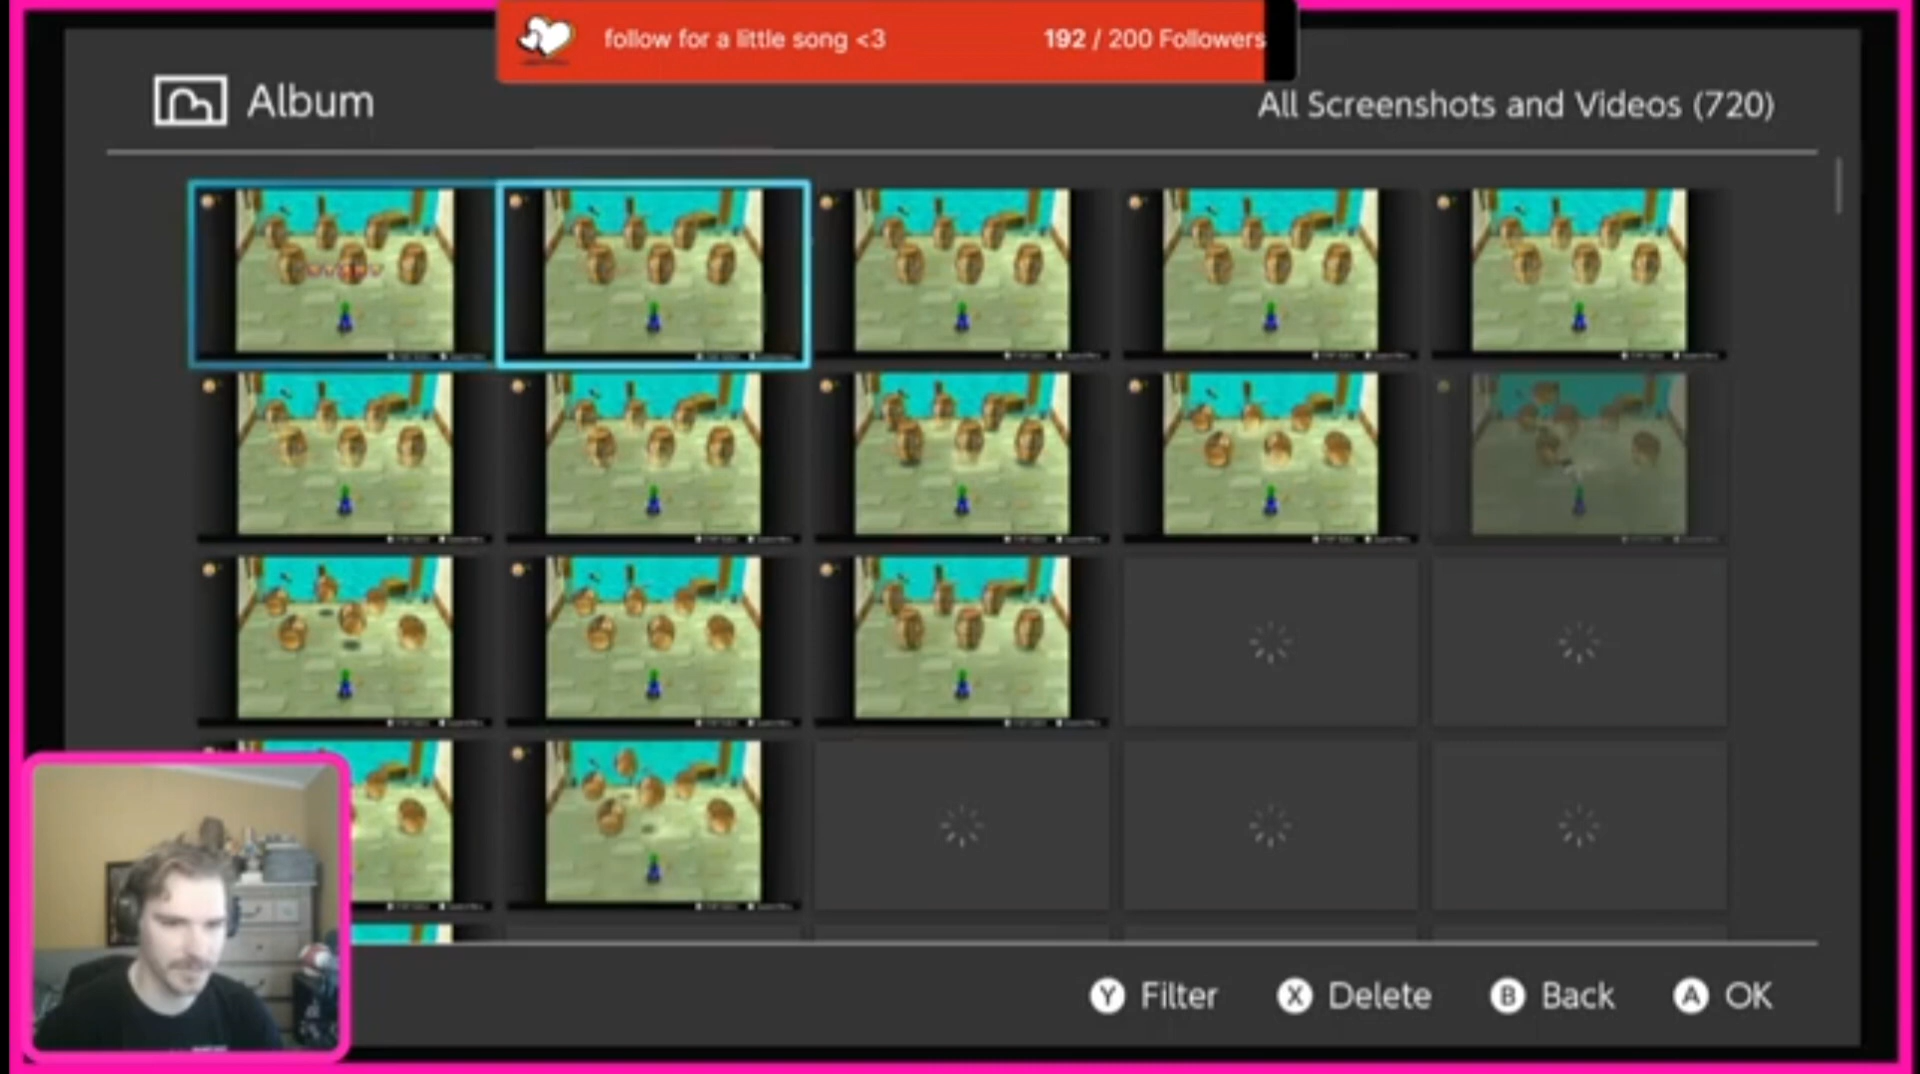 follow for a little song <3
192 / 200 Followers
Album
All Screenshots and Videos (720)
Y Filter
X Delete
B Back
A OK